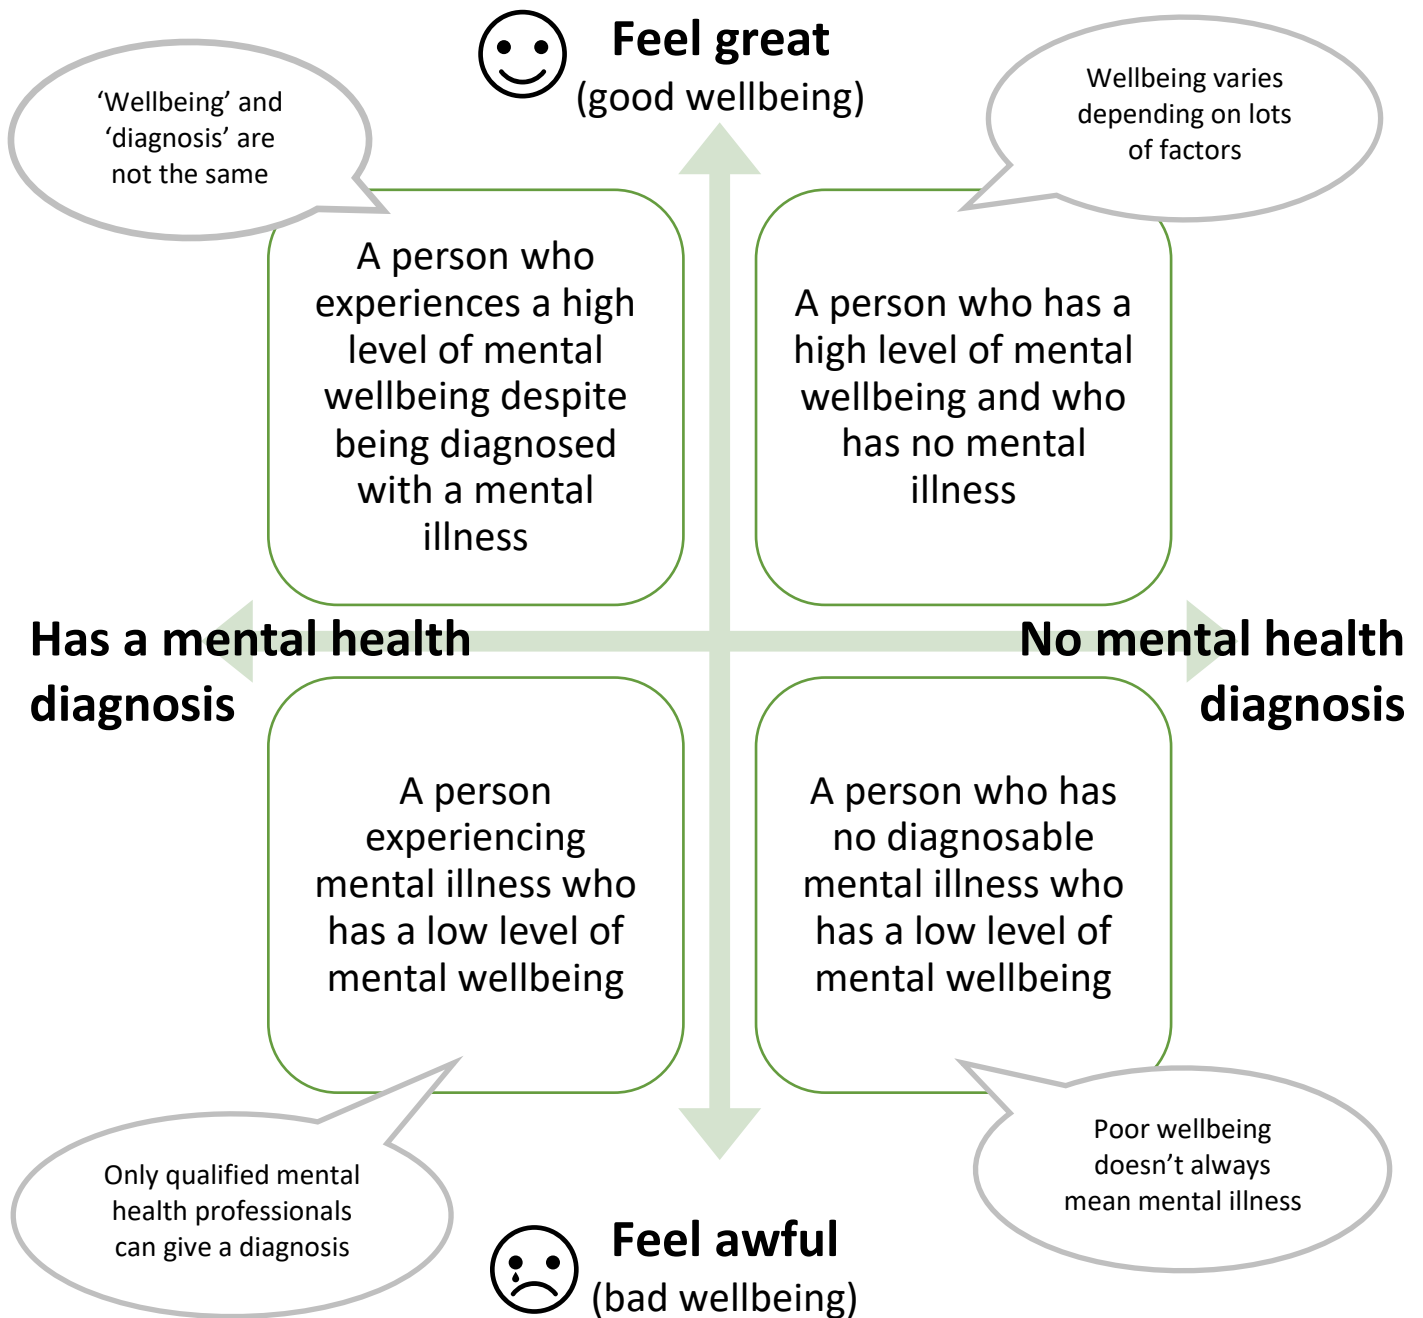 Feel great
(good wellbeing)
‘Wellbeing’ and
‘diagnosis’ are
not the same
Wellbeing varies
depending on lots
of factors
A person who
experiences a high
level of mental
wellbeing despite
being diagnosed
with a mental
illness
A person who has a
high level of mental
wellbeing and who
has no mental
illness
Has a mental health
diagnosis
No mental health
diagnosis
A person
experiencing
mental illness who
has a low level of
mental wellbeing
A person who has
no diagnosable
mental illness who
has a low level of
mental wellbeing
Only qualified mental
health professionals
can give a diagnosis
Poor wellbeing
doesn’t always
mean mental illness
Feel awful
(bad wellbeing)